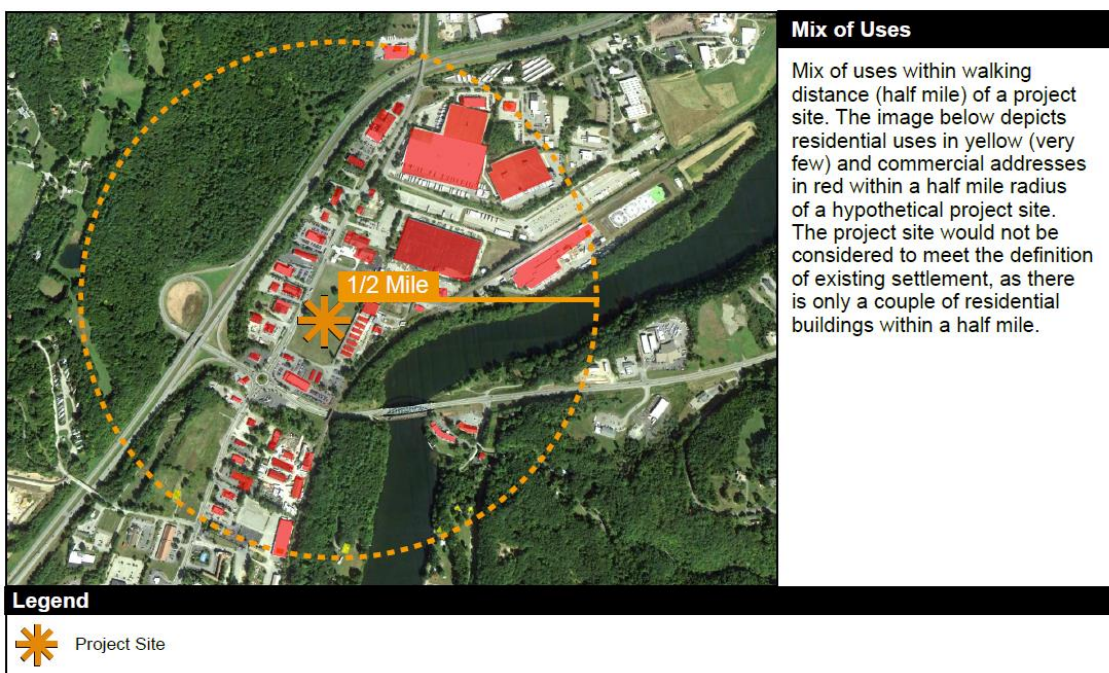 Mix of Uses
Mix of uses within walking
distance (half mile) of a project
site. The image below depicts
residential uses in yellow (very
few) and commercial addresses
in red within a half mile radius
of a hypothetical project site.
The project site would not be
considered to meet the definition
of existing settlement, as there
is only a couple of residential
buildings within a half mile.
1/2 Mile
Legend
Project Site